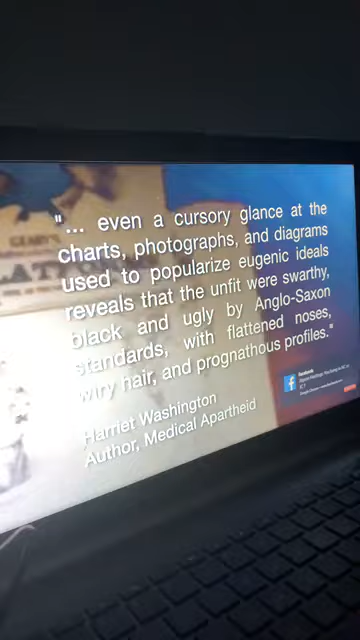 "... even a cursory glance at the
charts, photographs, and diagrams
used to popularize eugenic ideals
reveals that the unfit were swarthy,
black and ugly by Anglo-Saxon
standards, with flattened noses,
wiry hair, and prognathous profiles."
Harriet Washington
Author, Medical Apartheid